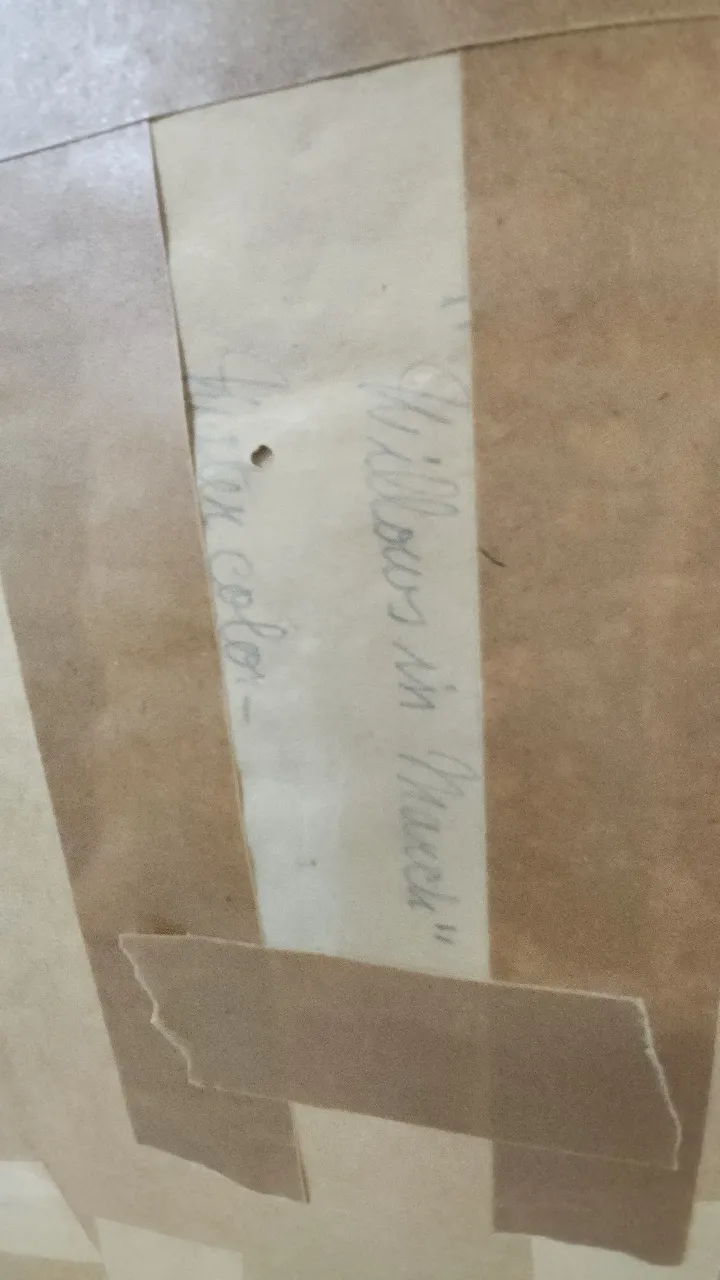 "Willows in March"
Water color-